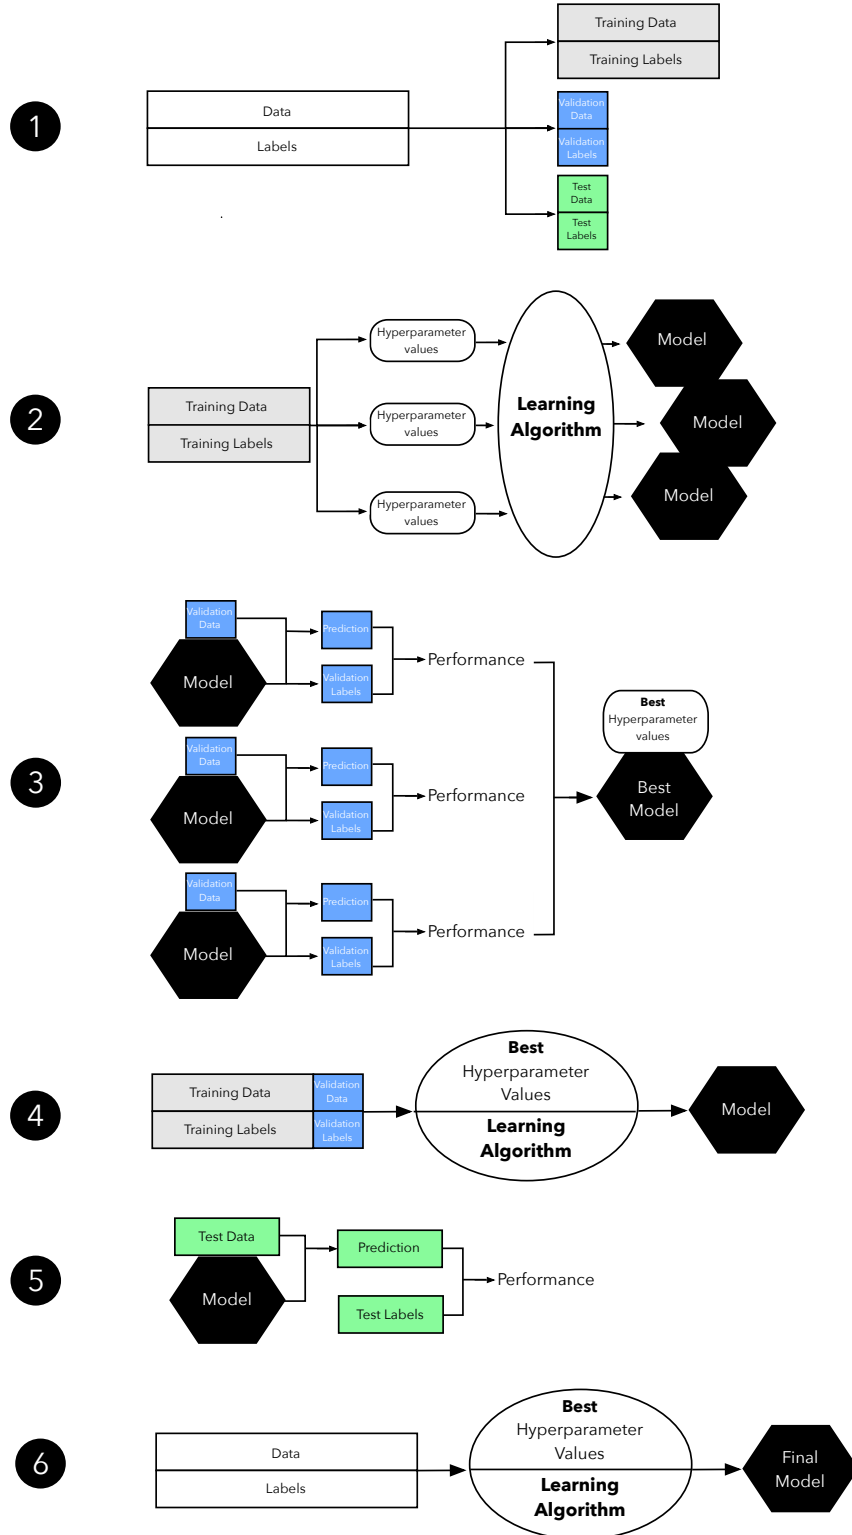 1
Data
Labels
Training Data
Training Labels
Validation
Data
Validation
Labels
Test
Data
Test
Labels
2
Training Data
Training Labels
Hyperparameter
values
Hyperparameter
values
Hyperparameter
values
Learning
Algorithm
Model
Model
Model
3
Validation
Data
Model
Prediction
Validation
Labels
Performance
Validation
Data
Model
Prediction
Validation
Labels
Performance
Validation
Data
Model
Prediction
Validation
Labels
Performance
Best
Hyperparameter
values
Best
Model
4
Training Data
Training Labels
Validation
Data
Validation
Labels
Best
Hyperparameter
Values
Learning
Algorithm
Model
5
Test Data
Model
Prediction
Test Labels
Performance
6
Data
Labels
Best
Hyperparameter
Values
Learning
Algorithm
Final
Model